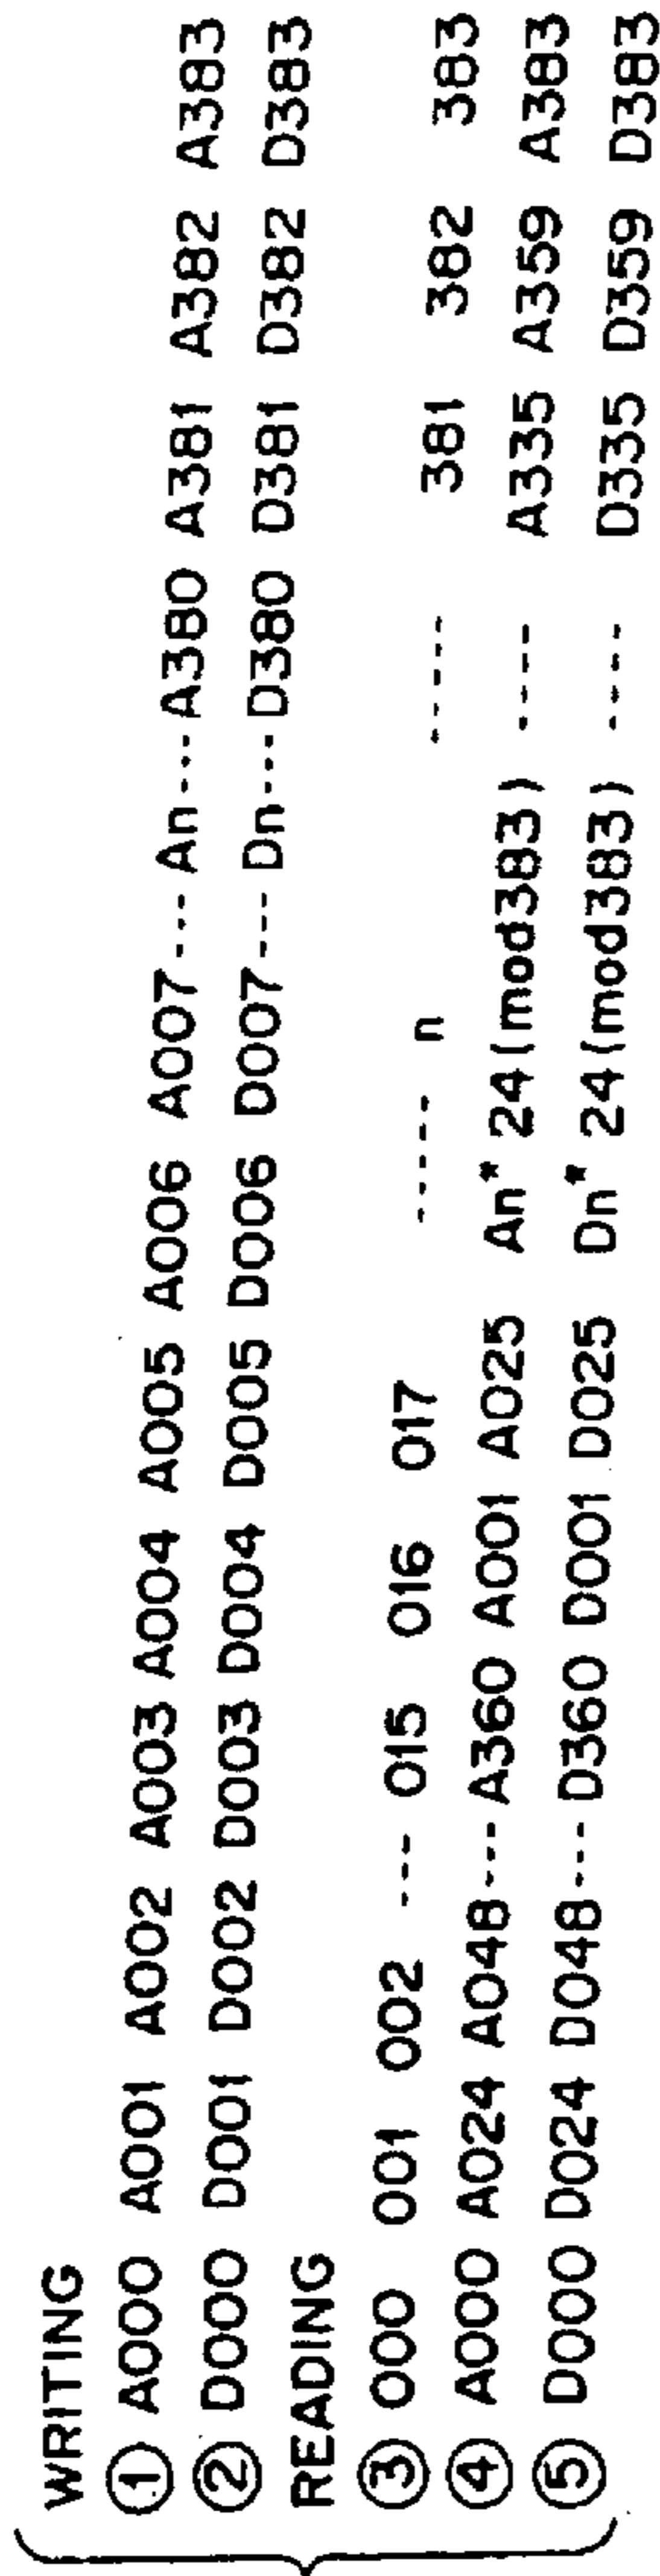 WRITING
① A000 A001 A002 A003 A004 A005 A006 A007 --- An --- A380 A381 A382 A383
② D000 D001 D002 D003 D004 D005 D006 D007 --- Dn --- D380 D381 D382 D383
READING
③ 000 001 002 --- 015 016 017 ----- n ----- 381 382 383
④ A000 A024 A048 --- A360 A001 A025 An* 24(mod383) ---- A335 A359 A383
⑤ D000 D024 D048 --- D360 D001 D025 Dn* 24(mod383) ---- D335 D359 D383